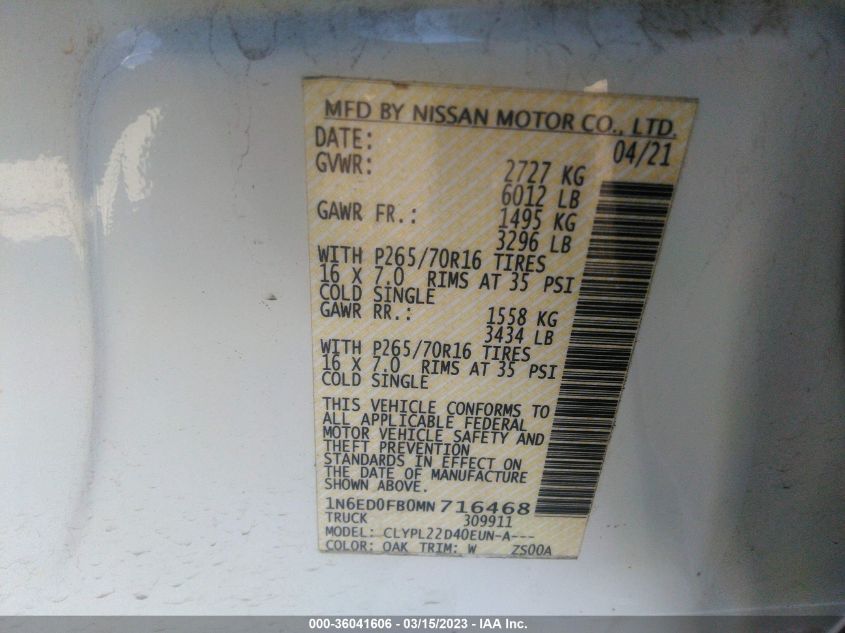 MFD BY NISSAN MOTOR CO., LTD.
DATE: 04/21
GVWR: 2727 KG
6012 LB
GAWR FR.: 1495 KG
3296 LB
WITH P265/70R16 TIRES
16 X 7.0 RIMS AT 35 PSI
COLD SINGLE
GAWR RR.: 1558 KG
3434 LB
WITH P265/70R16 TIRES
16 X 7.0 RIMS AT 35 PSI
COLD SINGLE
THIS VEHICLE CONFORMS TO
ALL APPLICABLE FEDERAL
MOTOR VEHICLE SAFETY AND
THEFT PREVENTION
STANDARDS IN EFFECT ON
THE DATE OF MANUFACTURE
SHOWN ABOVE.
1N6ED0FB0MN716468
TRUCK 309911
MODEL: CLYPL22D40EUN-A---
COLOR: QAK TRIM: W ZS00A
000-36041606 — 03/15/2023 — IAA Inc.